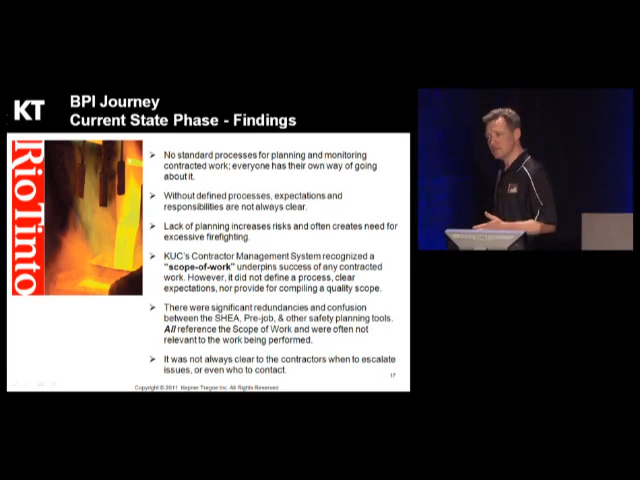 KT
BPI Journey
Current State Phase - Findings
RioTinto
No standard processes for planning and monitoring
contracted work; everyone has their own way of going
about it.
Without defined processes, expectations and
responsibilities are not always clear.
Lack of planning increases risks and often creates need for
excessive firefighting.
KUC's Contractor Management System recognized a
"scope-of-work" underpins success of any contracted
work. However, it did not define a process, clear
expectations, nor provide for compiling a quality scope.
There were significant redundancies and confusion
between the SHEA, Pre-job, & other safety planning tools.
All reference the Scope of Work and were often not
relevant to the work being performed.
It was not always clear to the contractors when to escalate
issues, or even who to contact.
17
Copyright © 2011 Kepner-Tregoe Inc. All Rights Reserved